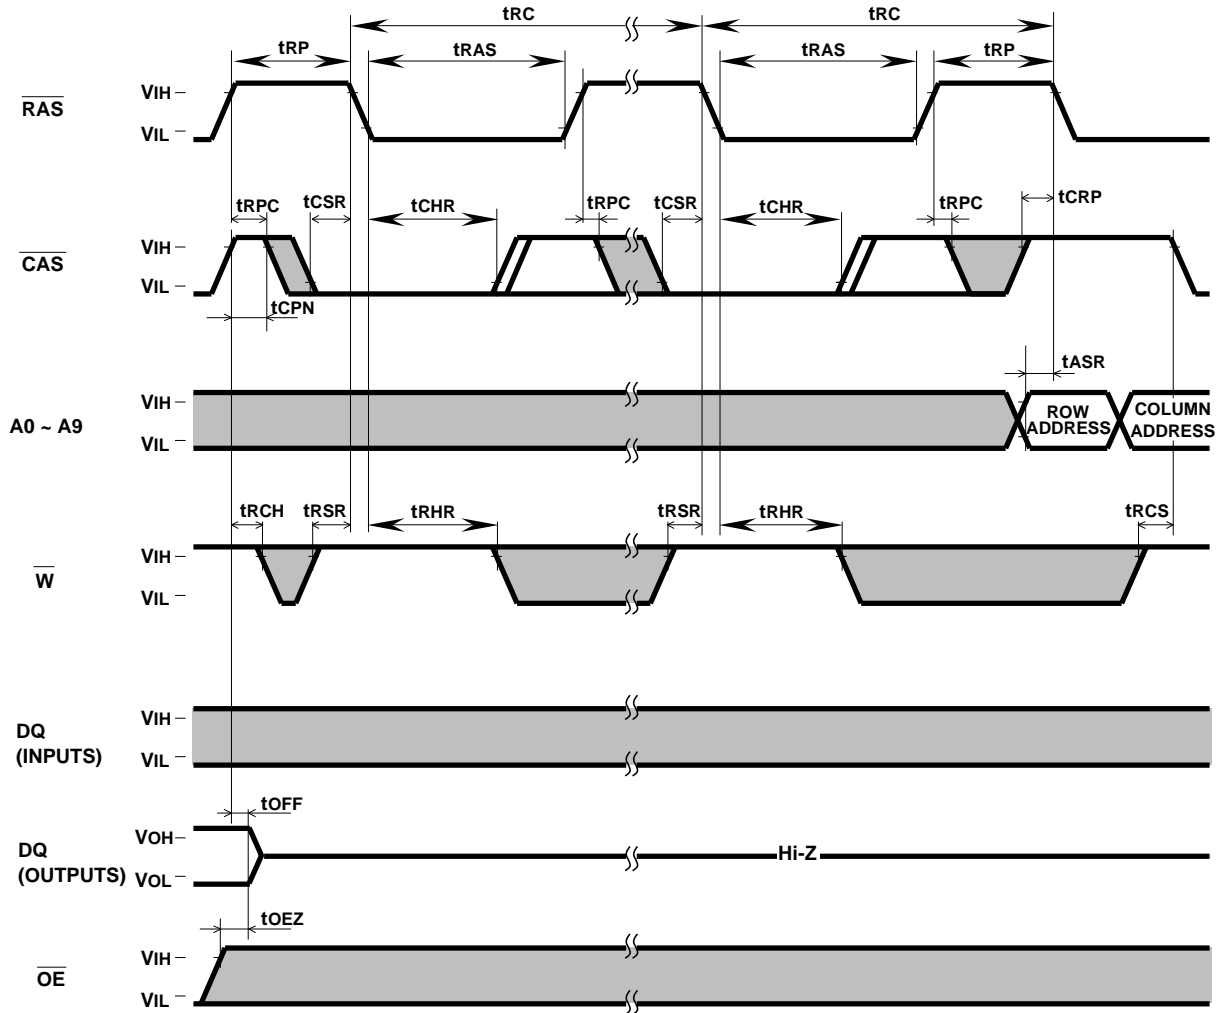 tRC tRC
tRP tRAS tRAS tRP
RAS VIH
VIL
tRPC tCSR tCHR tRPC tCSR tCHR tRPC tCRP
CAS VIH
VIL
tCPN
tASR
A0 ~ A9 VIH
VIL
ROW
ADDRESS
COLUMN
ADDRESS
tRCH tRSR tRHR tRSR tRHR tRCS
W VIH
VIL
DQ
(INPUTS)
VIH
VIL
tOFF
DQ
(OUTPUTS)
VOH
VOL
Hi-Z
tOEZ
OE VIH
VIL